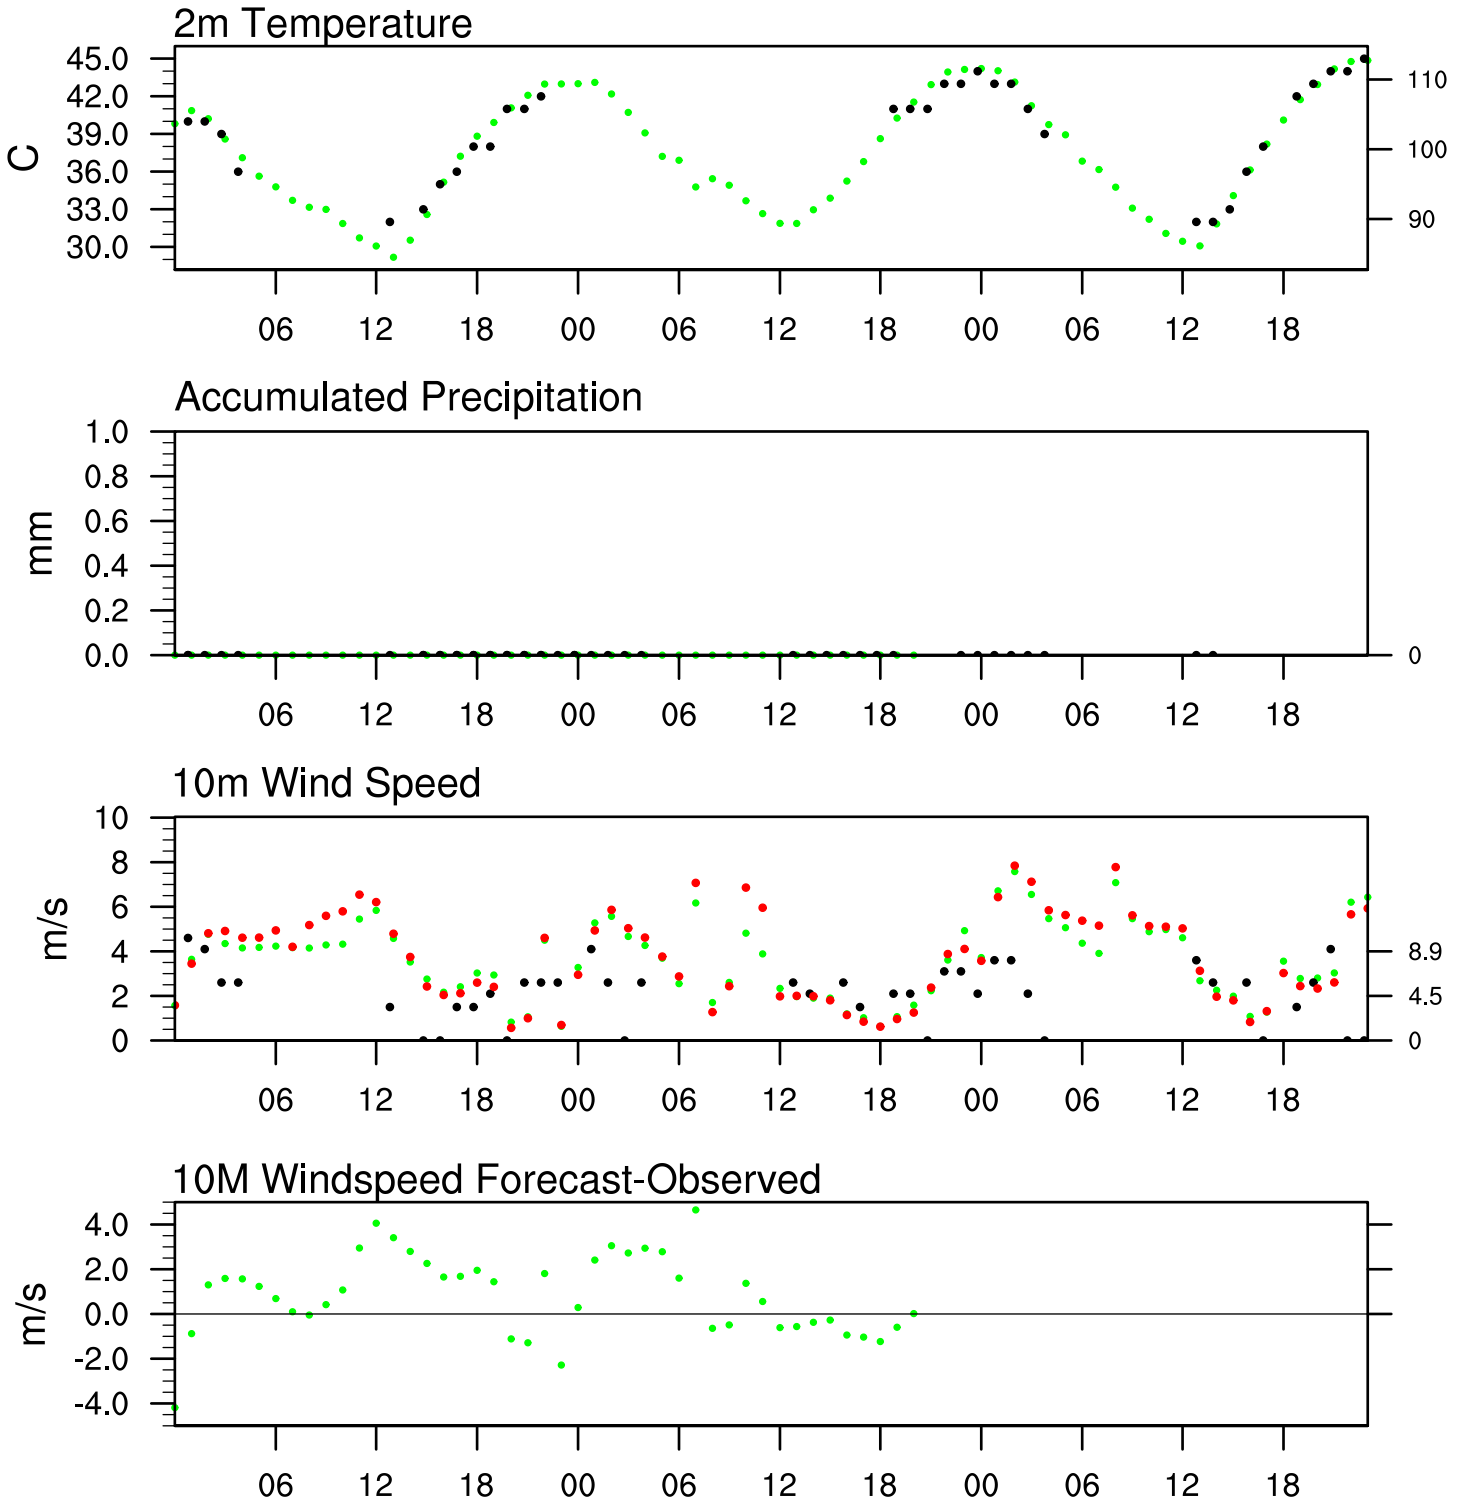 2m Temperature
45.0
42.0
39.0
36.0
33.0
30.0
C
110
100
90
06 12 18 00 06 12 18 00 06 12 18
Accumulated Precipitation
1.0
0.8
0.6
0.4
0.2
0.0
mm
0
06 12 18 00 06 12 18 00 06 12 18
10m Wind Speed
10
8
6
4
2
0
m/s
8.9
4.5
0
06 12 18 00 06 12 18 00 06 12 18
10M Windspeed Forecast-Observed
4.0
2.0
0.0
-2.0
-4.0
m/s
06 12 18 00 06 12 18 00 06 12 18